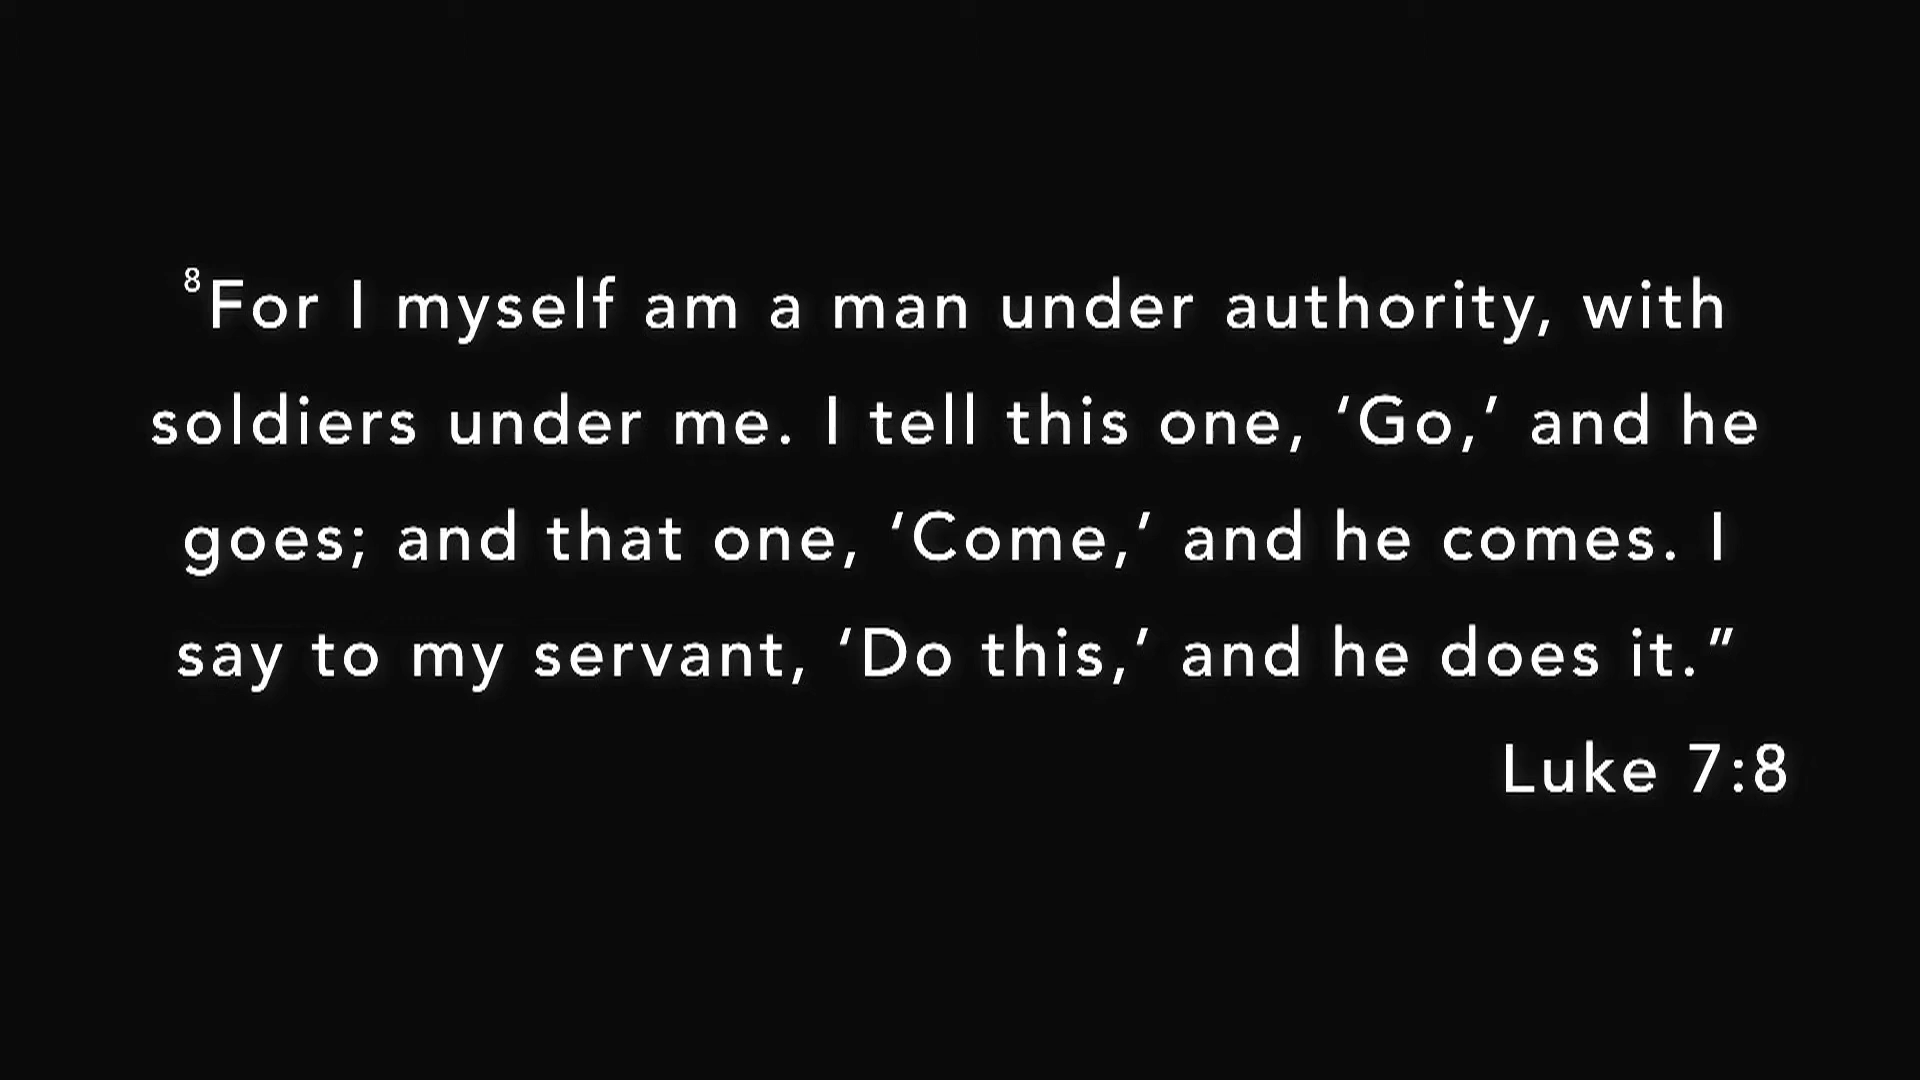 ⁸For I myself am a man under authority, with
soldiers under me. I tell this one, ‘Go,’ and he
goes; and that one, ‘Come,’ and he comes. I
say to my servant, ‘Do this,’ and he does it.”
Luke 7:8